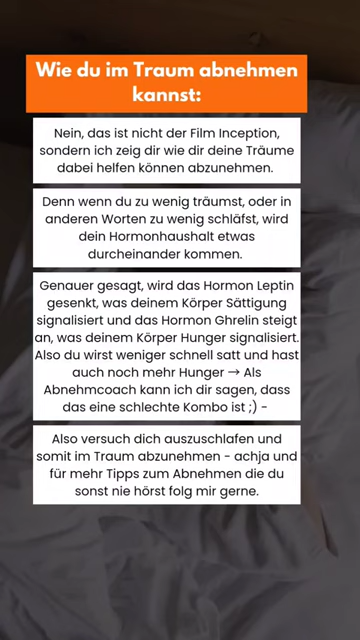 Wie du im Traum abnehmen
kannst:
Nein, das ist nicht der Film Inception,
sondern ich zeig dir wie dir deine Träume
dabei helfen können abzunehmen.
Denn wenn du zu wenig träumst, oder in
anderen Worten zu wenig schläfst, wird
dein Hormonhaushalt etwas
durcheinander kommen.
Genauer gesagt, wird das Hormon Leptin
gesenkt, was deinem Körper Sättigung
signalisiert und das Hormon Ghrelin steigt
an, was deinem Körper Hunger signalisiert.
Also du wirst weniger schnell satt und hast
auch noch mehr Hunger → Als
Abnehmcoach kann ich dir sagen, dass
das eine schlechte Kombo ist ;) -
Also versuch dich auszuschlafen und
somit im Traum abzunehmen - achja und
für mehr Tipps zum Abnehmen die du
sonst nie hörst folg mir gerne.